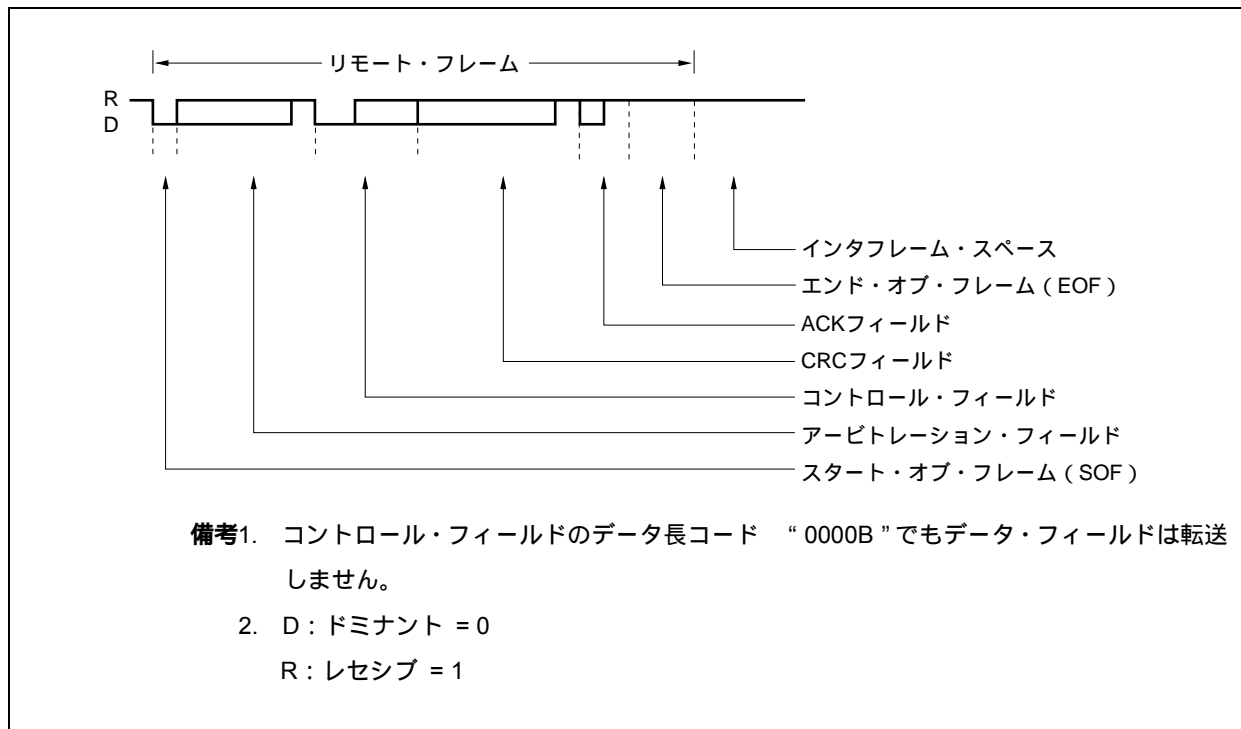 リモート・フレーム
R
D
インタフレーム・スペース
エンド・オブ・フレーム（EOF）
ACKフィールド
CRCフィールド
コントロール・フィールド
アービトレーション・フィールド
スタート・オブ・フレーム（SOF）
備考1. コントロール・フィールドのデータ長コード “0000B”でもデータ・フィールドは転送
しません。
2. D：ドミナント = 0
R：レセシブ = 1